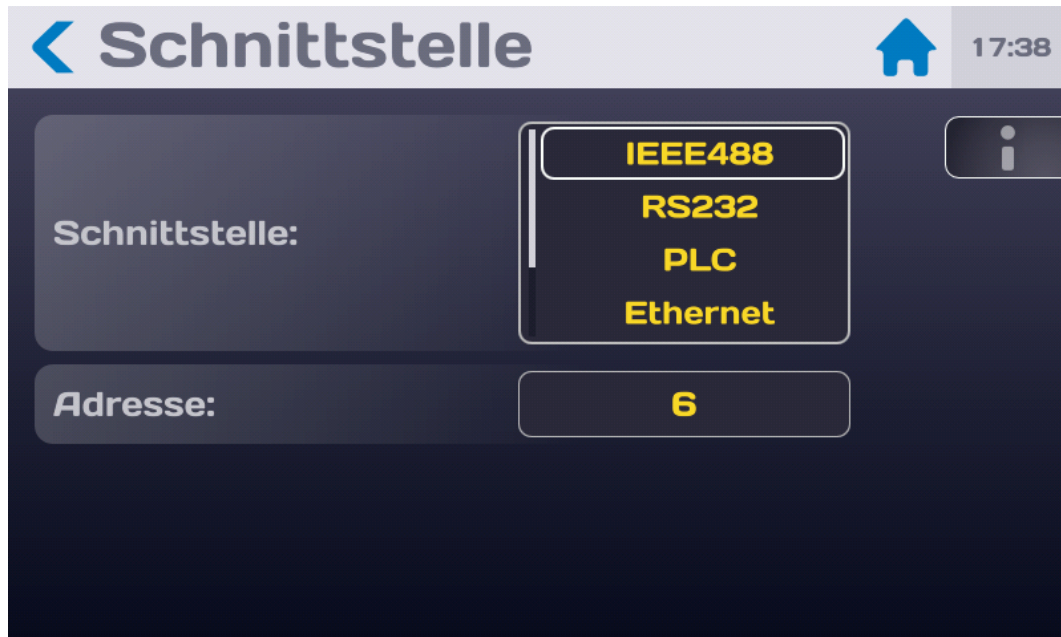 Schnittstelle
17:38
Schnittstelle:
IEEE488
RS232
PLC
Ethernet
Adresse:
6